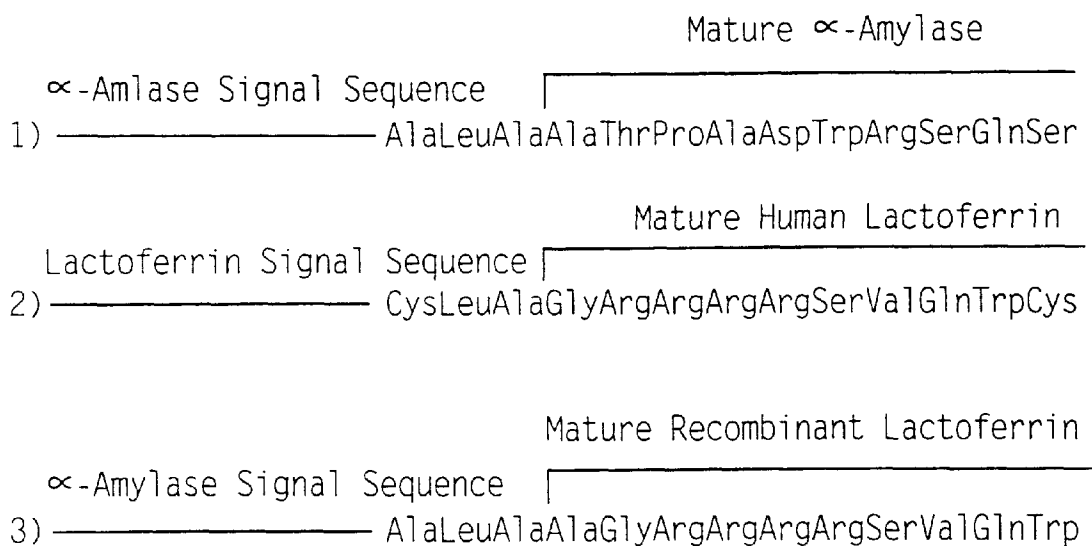 Mature ∝-Amylase
∝-Amlase Signal Sequence
1) AlaLeuAlaAlaThrProAlaAspTrpArgSerGlnSer
Mature Human Lactoferrin
Lactoferrin Signal Sequence
2) CysLeuAlaGlyArgArgArgArgSerValGlnTrpCys
Mature Recombinant Lactoferrin
∝-Amylase Signal Sequence
3) AlaLeuAlaAlaGlyArgArgArgArgSerValGlnTrp